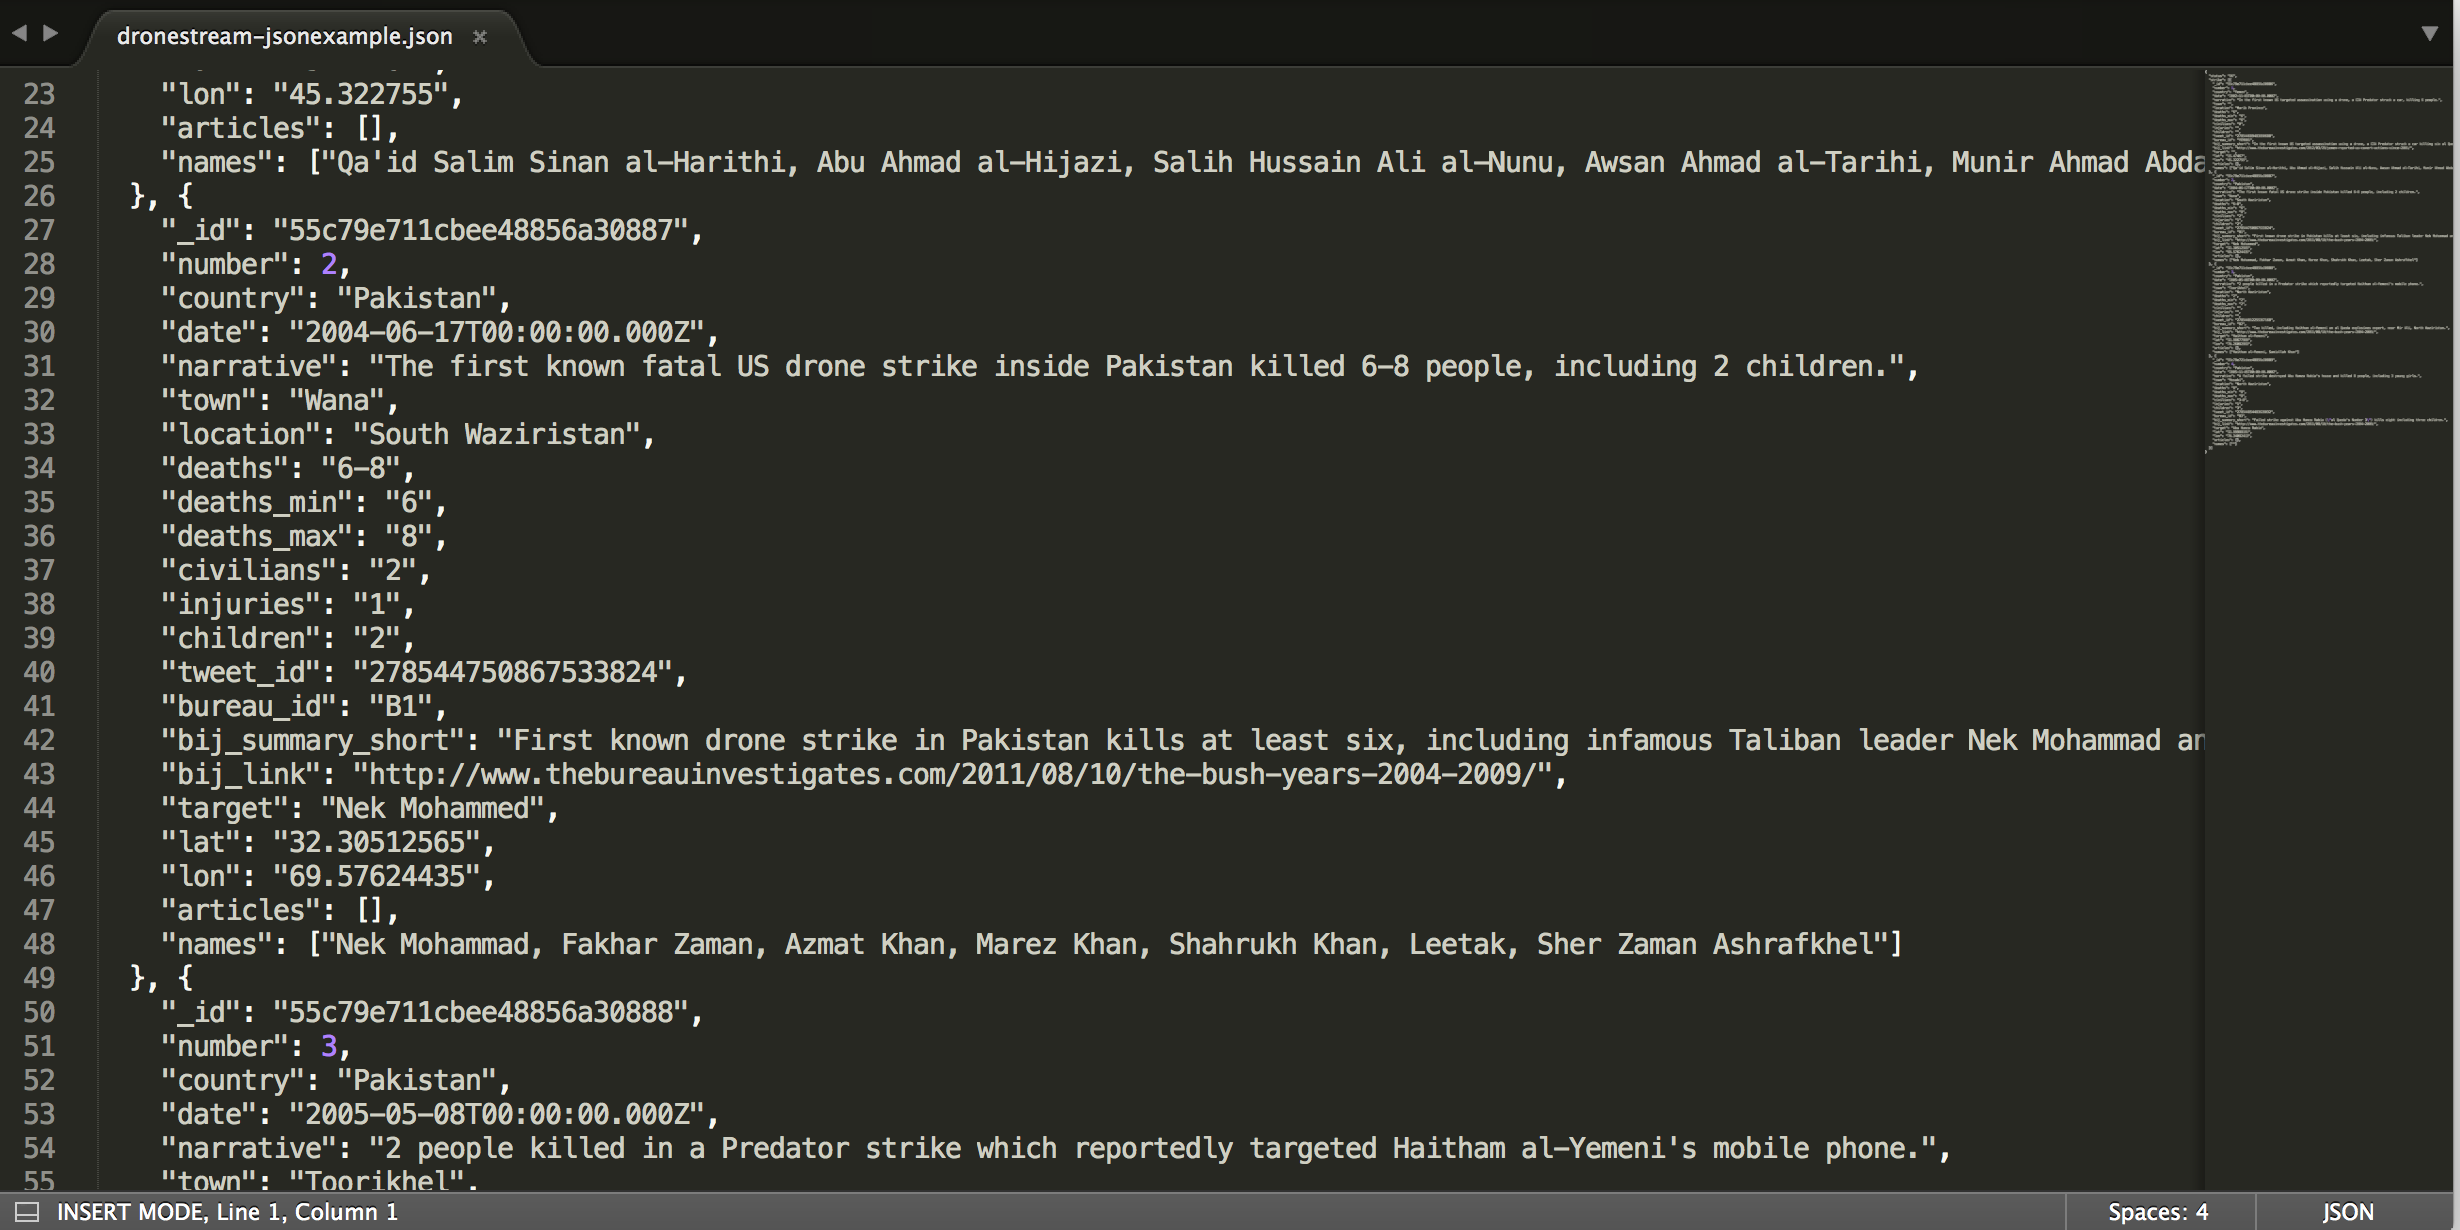 dronestream-jsonexample.json
23 "lon": "45.322755",
24 "articles": [],
25 "names": ["Qa'id Salim Sinan al-Harithi, Abu Ahmad al-Hijazi, Salih Hussain Ali al-Nunu, Awsan Ahmad al-Tarihi, Munir Ahmad Abda
26 }, {
27 "_id": "55c79e711cbee48856a30887",
28 "number": 2,
29 "country": "Pakistan",
30 "date": "2004-06-17T00:00:00.000Z",
31 "narrative": "The first known fatal US drone strike inside Pakistan killed 6-8 people, including 2 children.",
32 "town": "Wana",
33 "location": "South Waziristan",
34 "deaths": "6-8",
35 "deaths_min": "6",
36 "deaths_max": "8",
37 "civilians": "2",
38 "injuries": "1",
39 "children": "2",
40 "tweet_id": "278544750867533824",
41 "bureau_id": "B1",
42 "bij_summary_short": "First known drone strike in Pakistan kills at least six, including infamous Taliban leader Nek Mohammad an
43 "bij_link": "http://www.thebureauinvestigates.com/2011/08/10/the-bush-years-2004-2009/",
44 "target": "Nek Mohammed",
45 "lat": "32.30512565",
46 "lon": "69.57624435",
47 "articles": [],
48 "names": ["Nek Mohammad, Fakhar Zaman, Azmat Khan, Marez Khan, Shahrukh Khan, Leetak, Sher Zaman Ashrafkhel"]
49 }, {
50 "_id": "55c79e711cbee48856a30888",
51 "number": 3,
52 "country": "Pakistan",
53 "date": "2005-05-08T00:00:00.000Z",
54 "narrative": "2 people killed in a Predator strike which reportedly targeted Haitham al-Yemeni's mobile phone.",
55 "town": "Toorikhel",
INSERT MODE, Line 1, Column 1
Spaces: 4
JSON